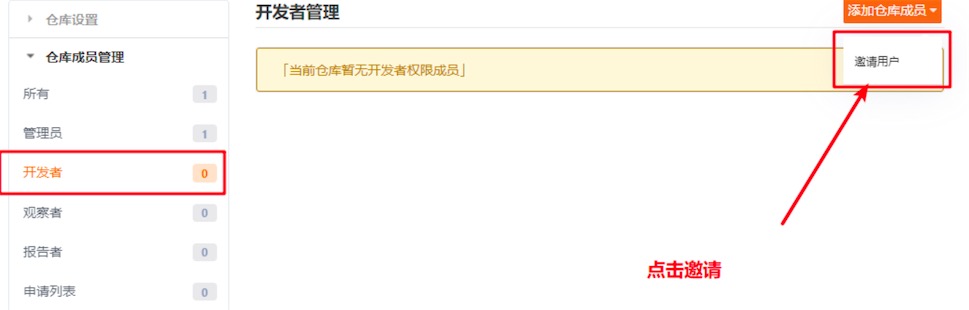 仓库设置
仓库成员管理
所有 1
管理员 1
开发者 0
观察者 0
报告者 0
申请列表 0
开发者管理
添加仓库成员
邀请用户
「当前仓库暂无开发者权限成员」
点击邀请